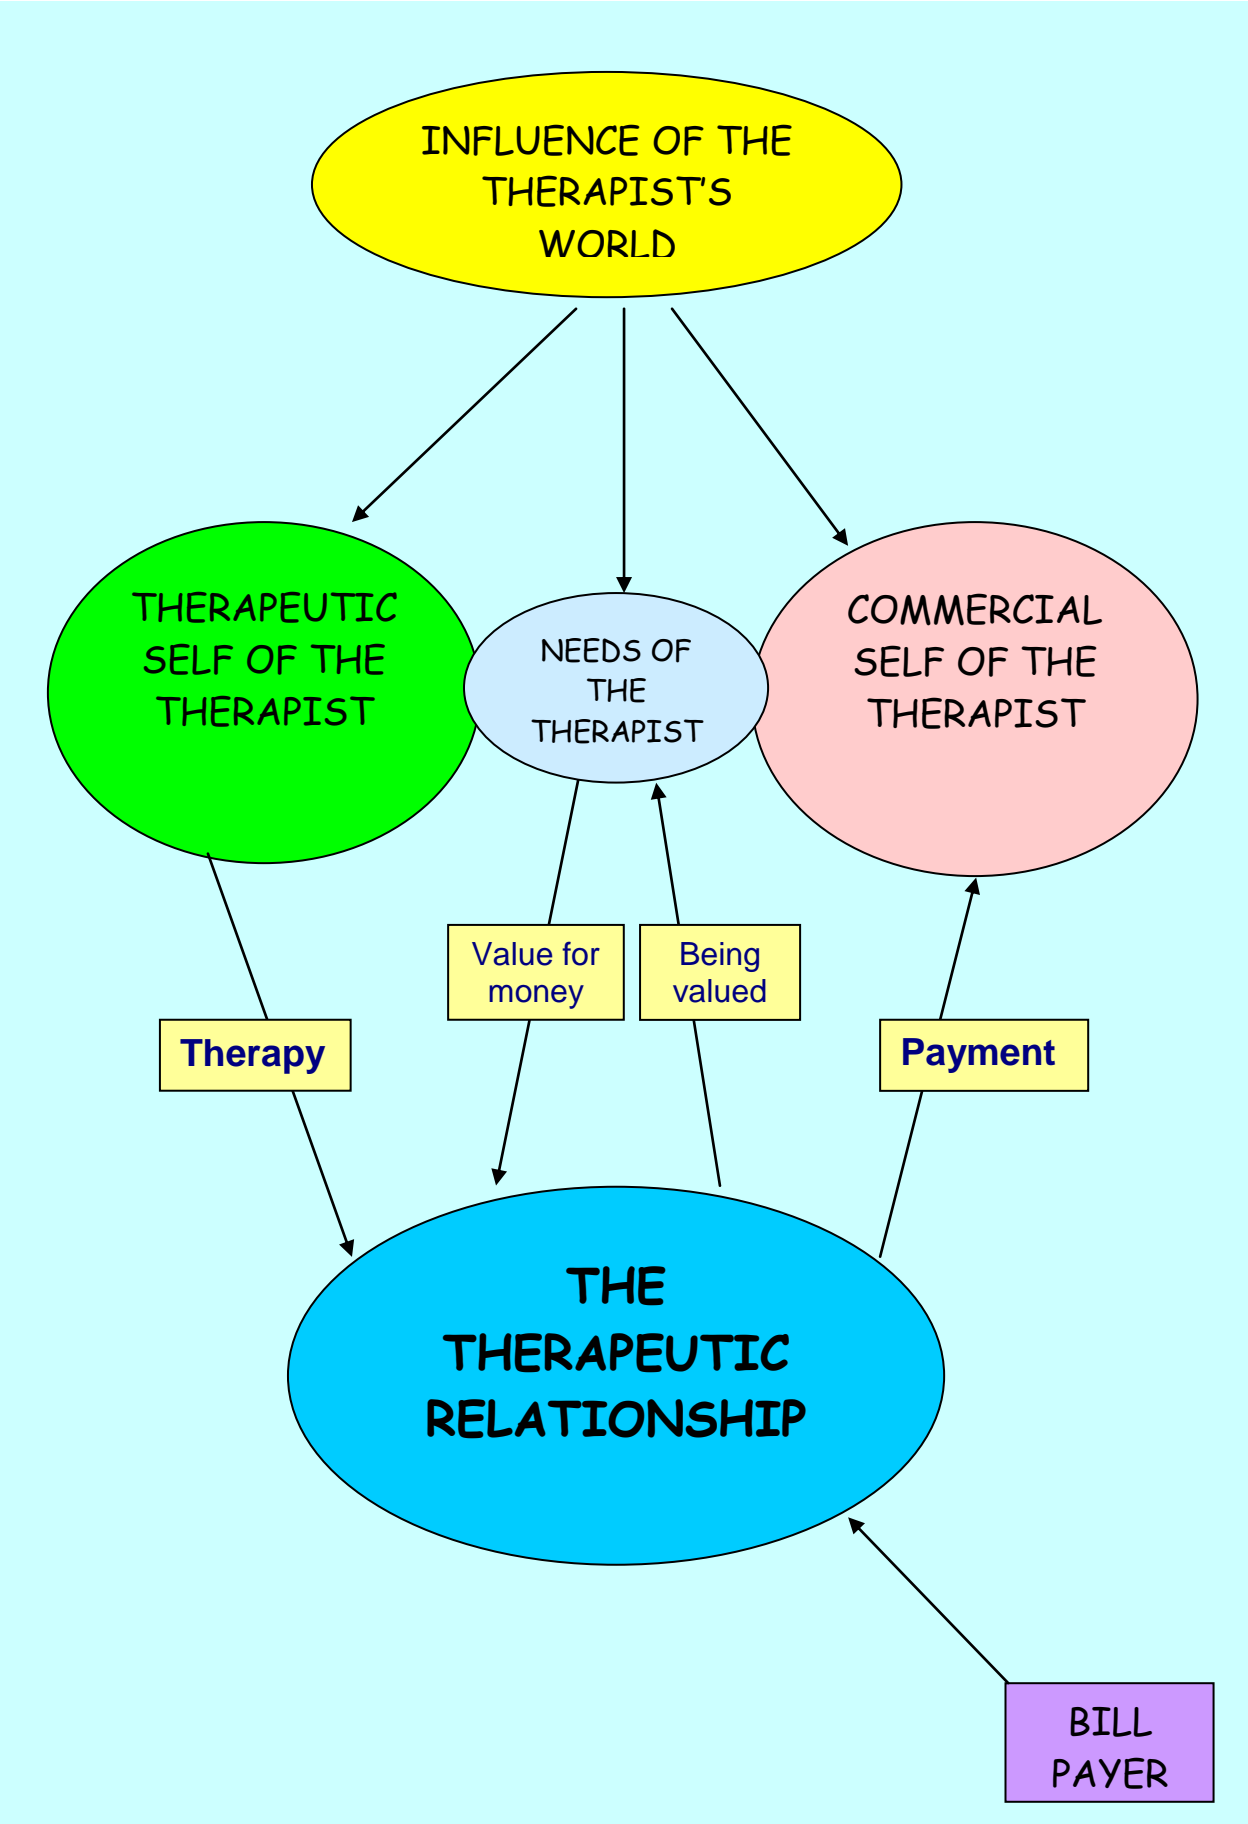 INFLUENCE OF THE
THERAPIST'S
WORLD
THERAPEUTIC
SELF OF THE
THERAPIST
NEEDS OF
THE
THERAPIST
COMMERCIAL
SELF OF THE
THERAPIST
Value for
money
Being
valued
Therapy
Payment
THE
THERAPEUTIC
RELATIONSHIP
BILL
PAYER